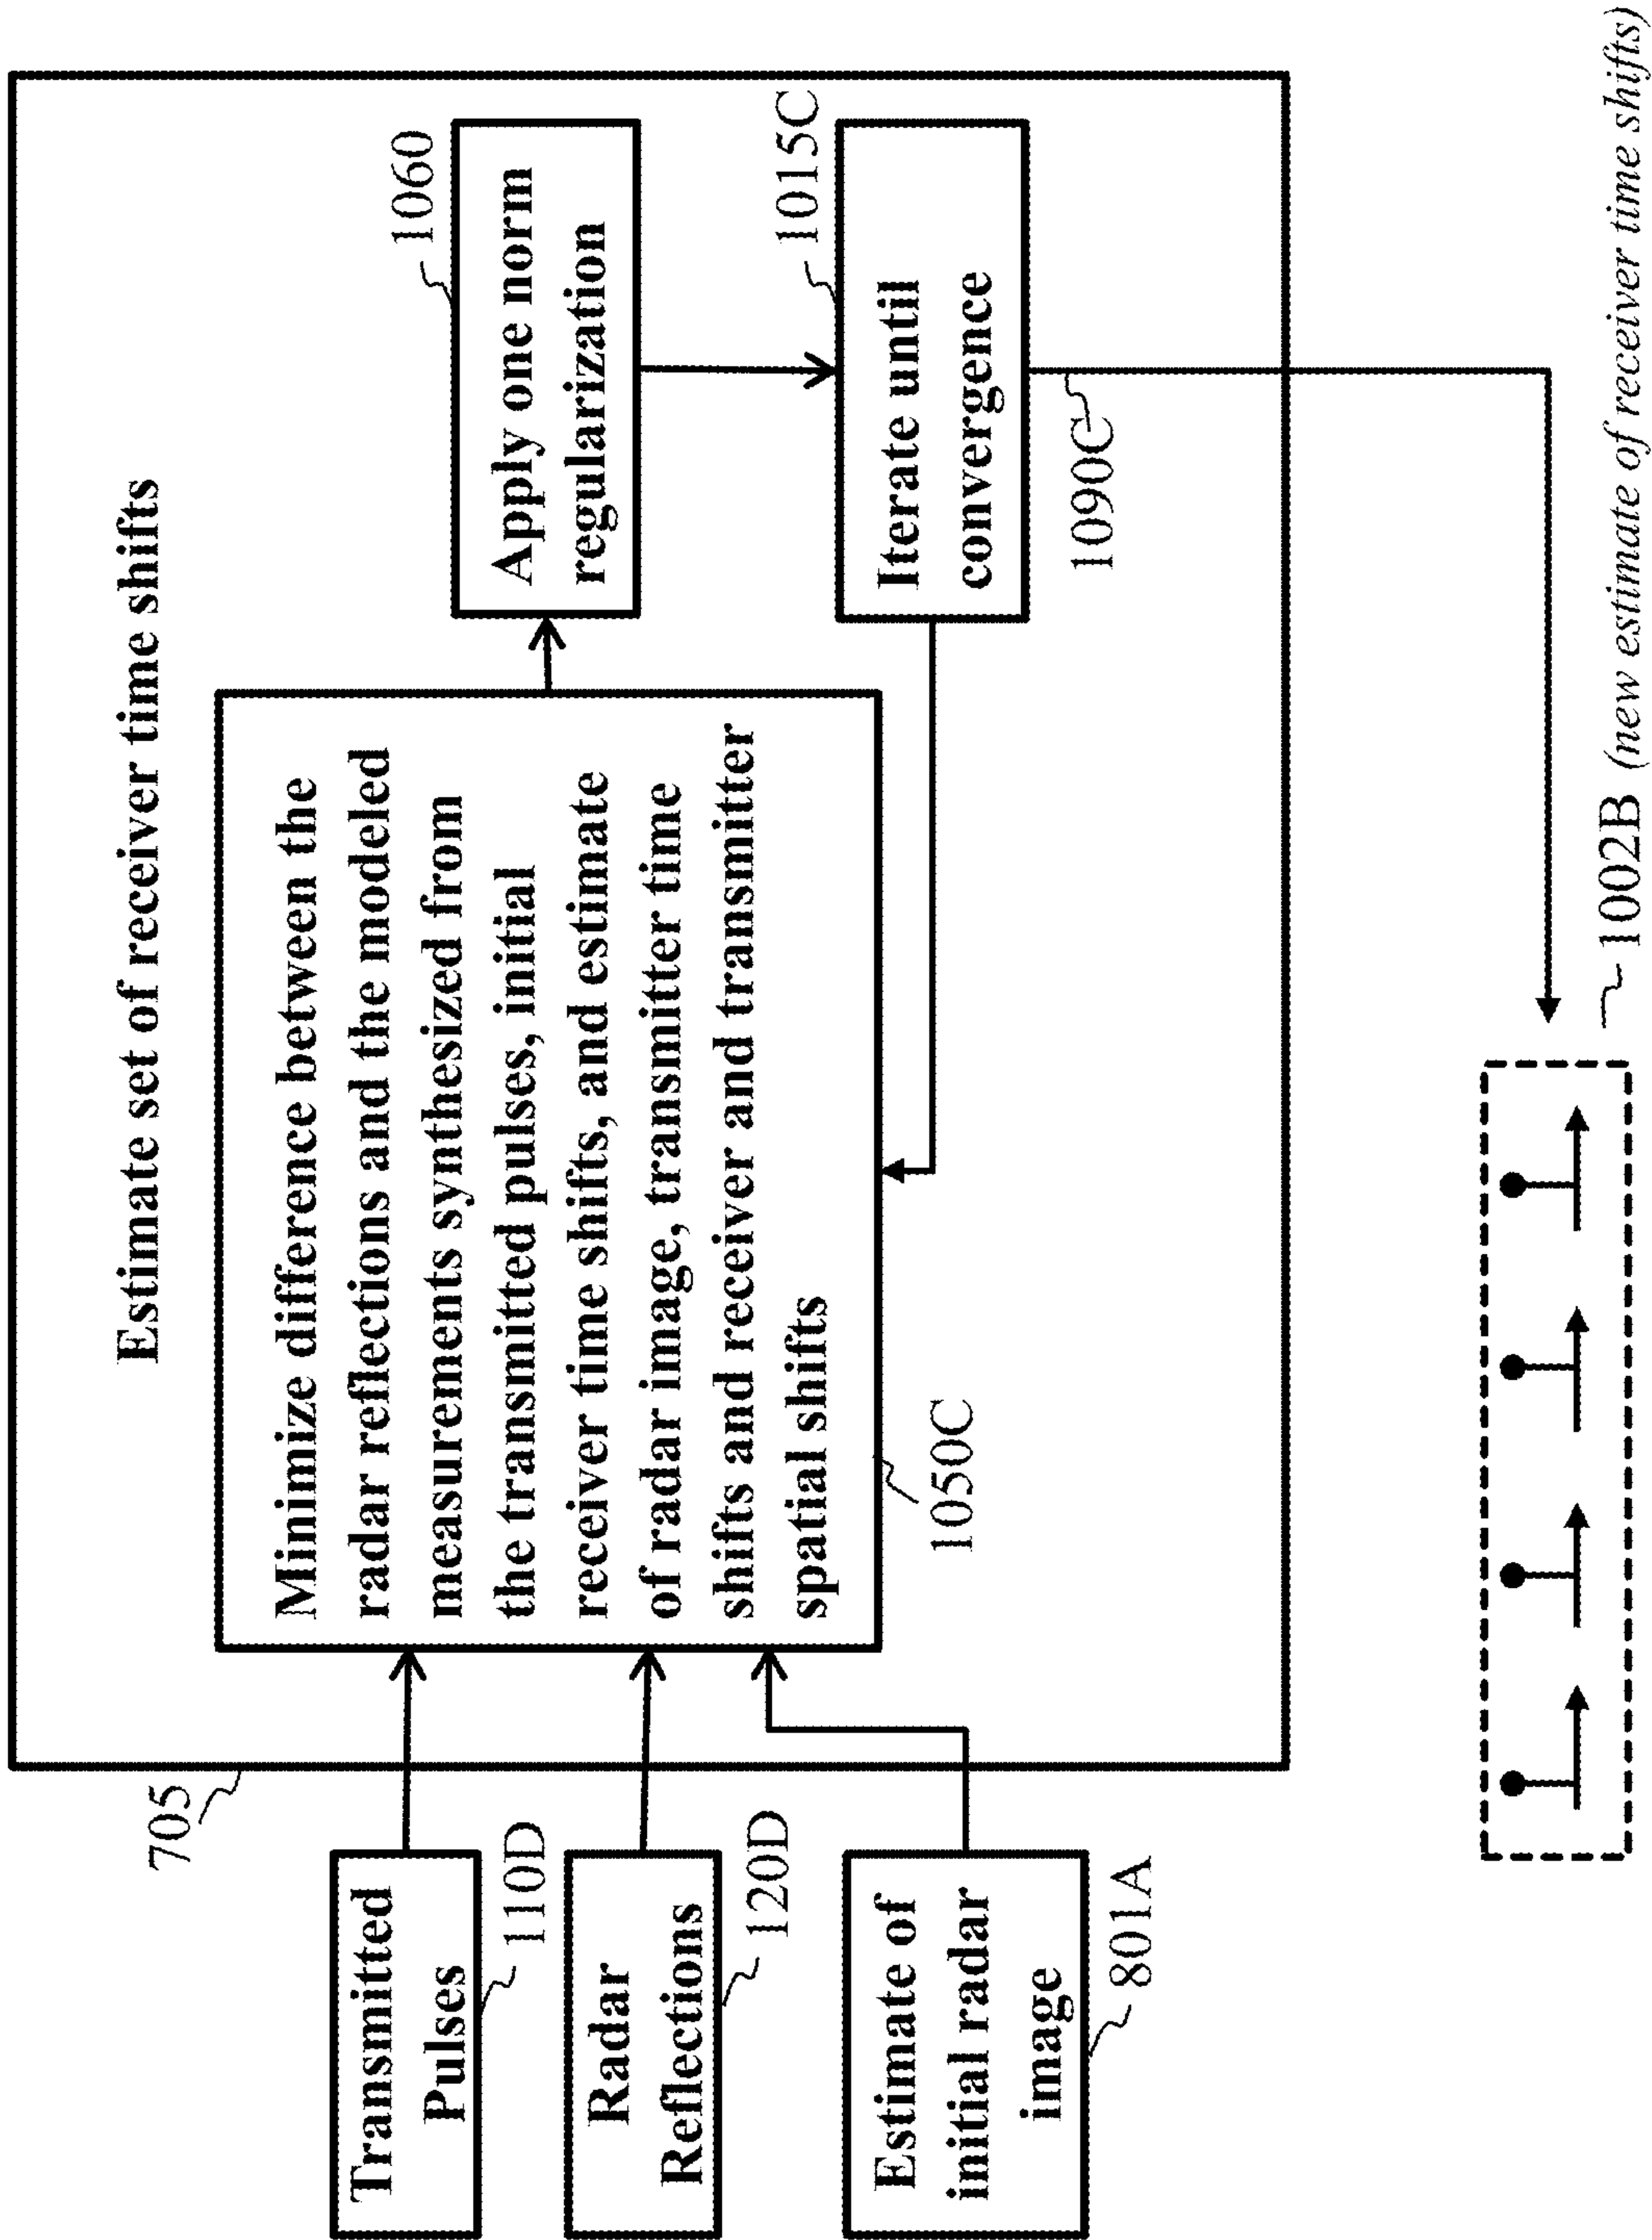 Estimate set of receiver time shifts
705
Transmitted
Pulses
110D
Radar
Reflections
120D
Estimate of
initial radar
image
801A
Minimize difference between the
radar reflections and the modeled
measurements synthesized from
the transmitted pulses, initial
receiver time shifts, and estimate
of radar image, transmitter time
shifts and receiver and transmitter
spatial shifts
1050C
Apply one norm
regularization
1060
Iterate until
convergence
1015C
1090C
1002B (new estimate of receiver time shifts)